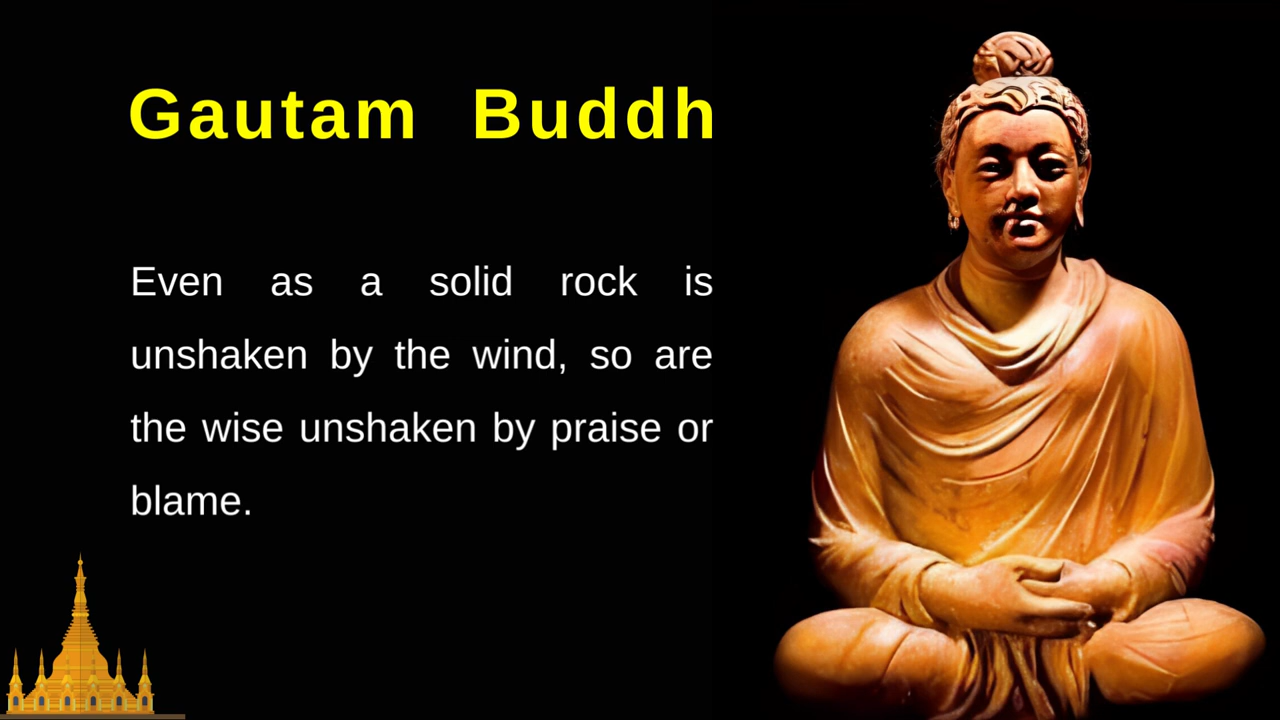 Gautam Buddh
Even as a solid rock is
unshaken by the wind, so are
the wise unshaken by praise or
blame.